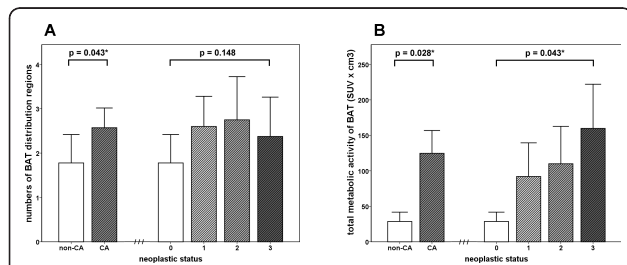 A
p = 0.043*
p = 0.148
numbers of BAT distribution regions
4
3
2
1
0
non-CA CA 0 1 2 3
neoplastic status
B
p = 0.028*
p = 0.043*
total metabolic activity of BAT (SUV x cm3)
250
200
150
100
50
0
non-CA CA 0 1 2 3
neoplastic status